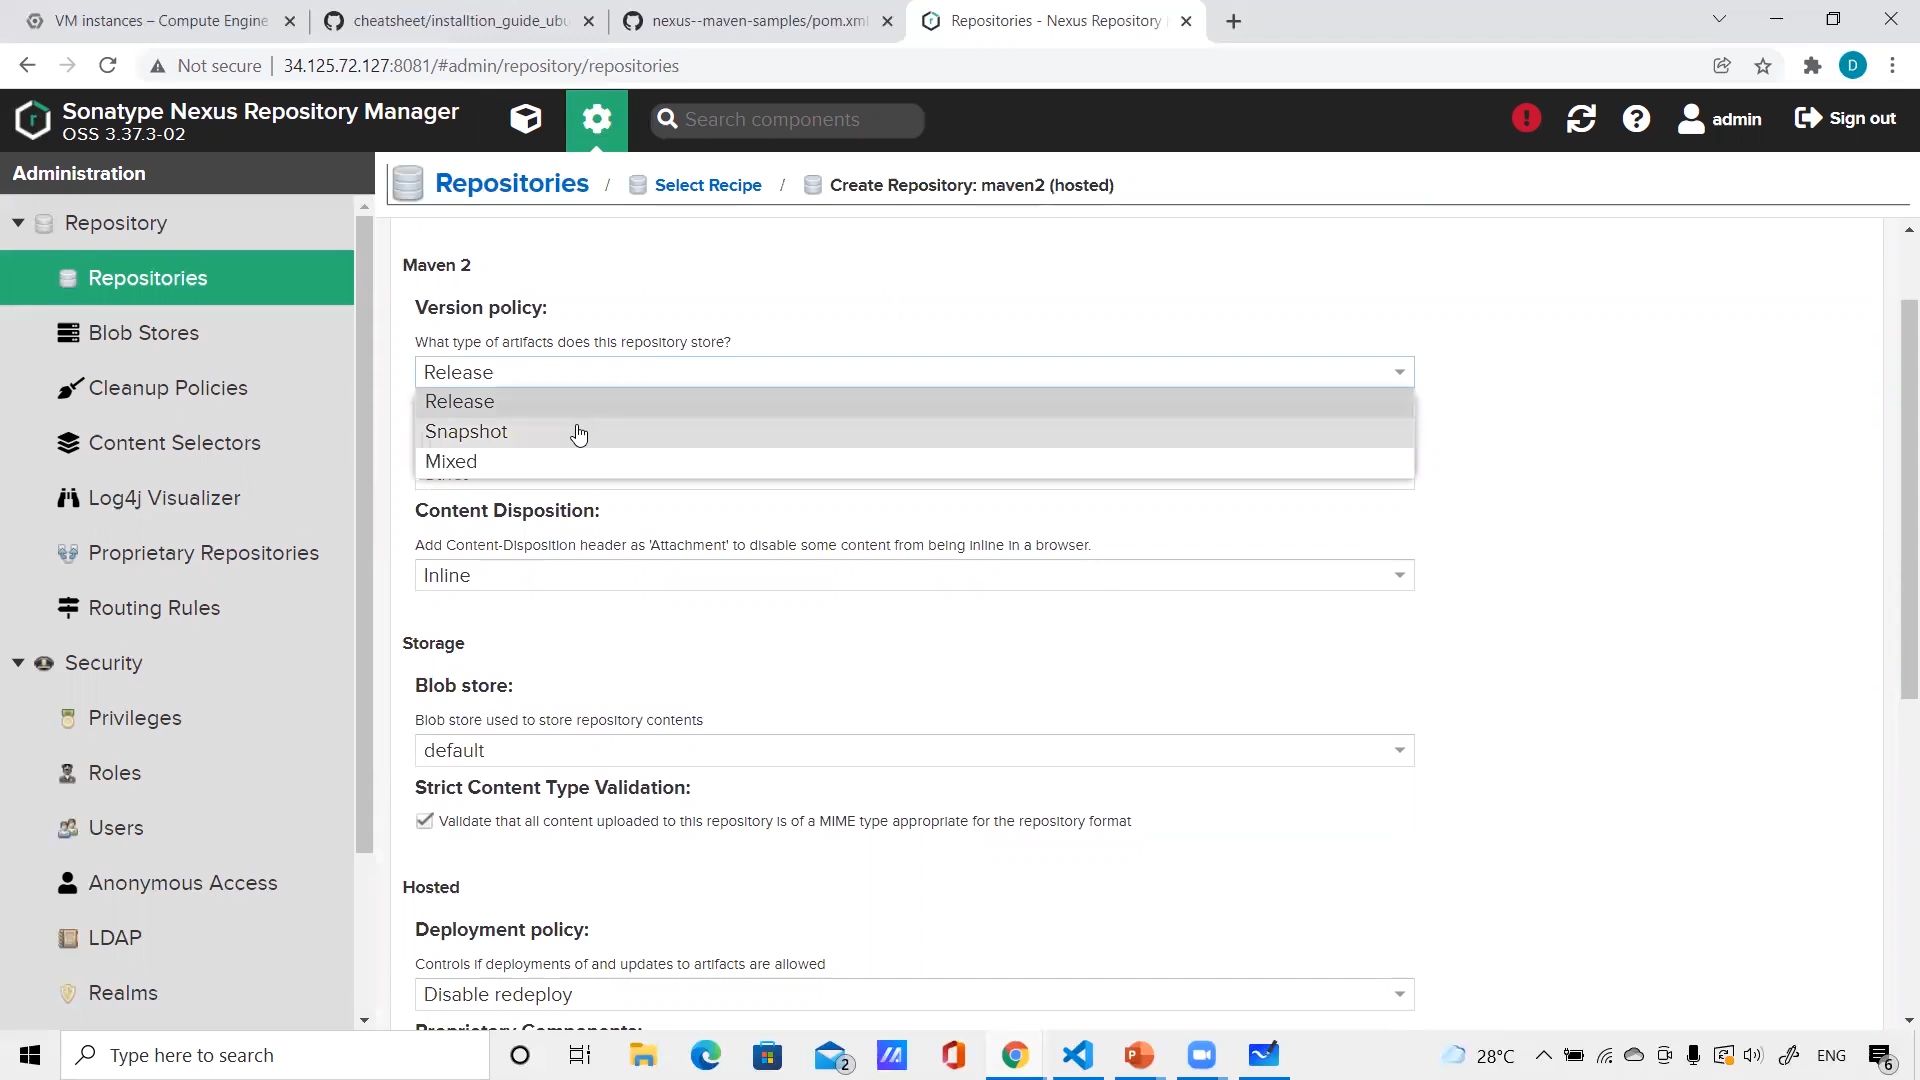 VM instances – Compute Engine
cheatsheet/installtion_guide_ubu
nexus--maven-samples/pom.xml
Repositories - Nexus Repository
Not secure
34.125.72.127:8081/#admin/repository/repositories
D
Sonatype Nexus Repository Manager
OSS 3.37.3-02
Search components
admin
Sign out
Administration
Repositories / Select Recipe / Create Repository: maven2 (hosted)
Repository
Repositories
Blob Stores
Cleanup Policies
Content Selectors
Log4j Visualizer
Proprietary Repositories
Routing Rules
Security
Privileges
Roles
Users
Anonymous Access
LDAP
Realms
Maven 2
Version policy:
What type of artifacts does this repository store?
Release
Release
Snapshot
Mixed
Content Disposition:
Add Content-Disposition header as 'Attachment' to disable some content from being inline in a browser.
Inline
Storage
Blob store:
Blob store used to store repository contents
default
Strict Content Type Validation:
Validate that all content uploaded to this repository is of a MIME type appropriate for the repository format
Hosted
Deployment policy:
Controls if deployments of and updates to artifacts are allowed
Disable redeploy
Proprietary Components:
Type here to search
2
28°C
ENG
6